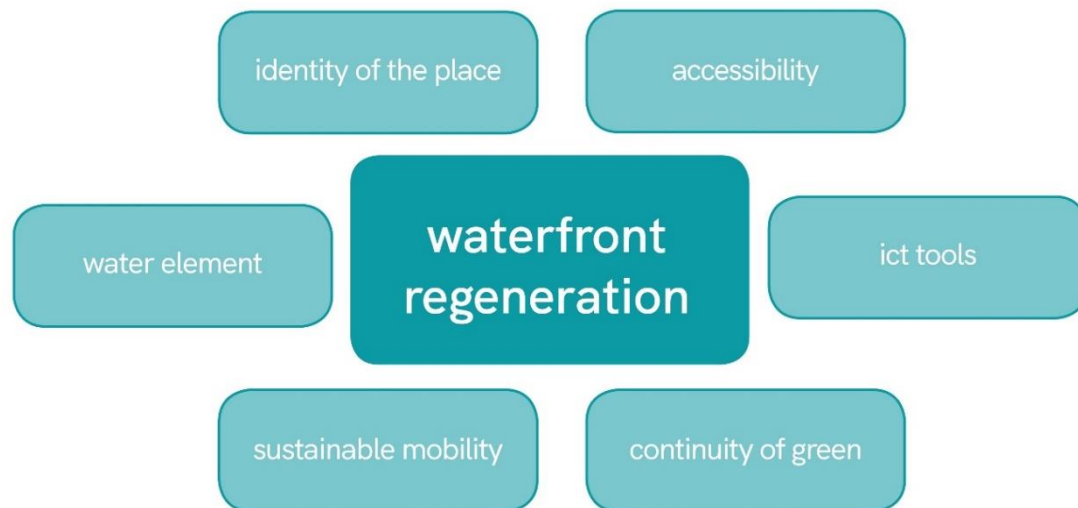 identity of the place
accessibility
water element
waterfront
regeneration
ict tools
sustainable mobility
continuity of green